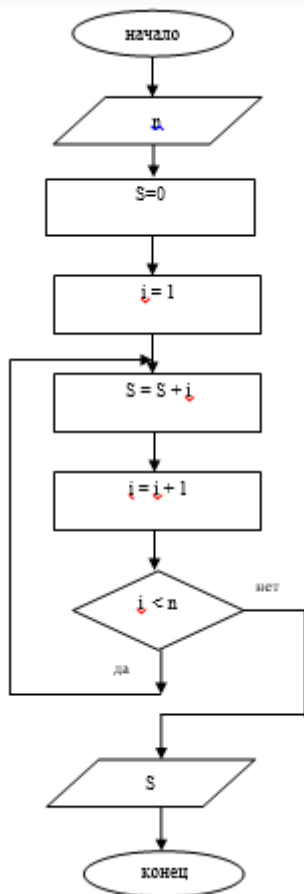 начало
n
S=0
i = 1
S = S + i
i = i + 1
i < n
нет
да
S
конец